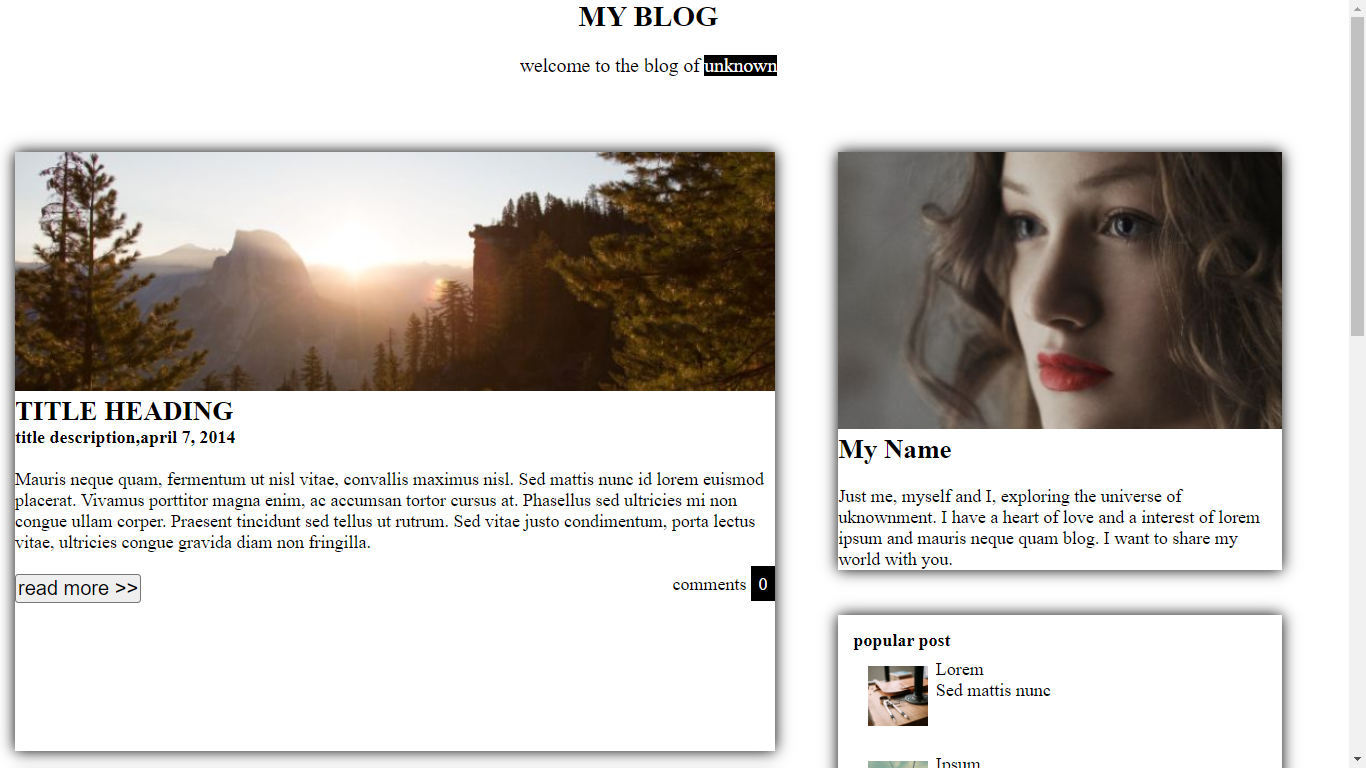 MY BLOG
welcome to the blog of unknown
TITLE HEADING
title description,april 7, 2014
Mauris neque quam, fermentum ut nisl vitae, convallis maximus nisl. Sed mattis nunc id lorem euismod
placerat. Vivamus porttitor magna enim, ac accumsan tortor cursus at. Phasellus sed ultricies mi non
congue ullam corper. Praesent tincidunt sed tellus ut rutrum. Sed vitae justo condimentum, porta lectus
vitae, ultricies congue gravida diam non fringilla.
read more >>
comments 0
My Name
Just me, myself and I, exploring the universe of
uknownment. I have a heart of love and a interest of lorem
ipsum and mauris neque quam blog. I want to share my
world with you.
popular post
Lorem
Sed mattis nunc
Ipsum